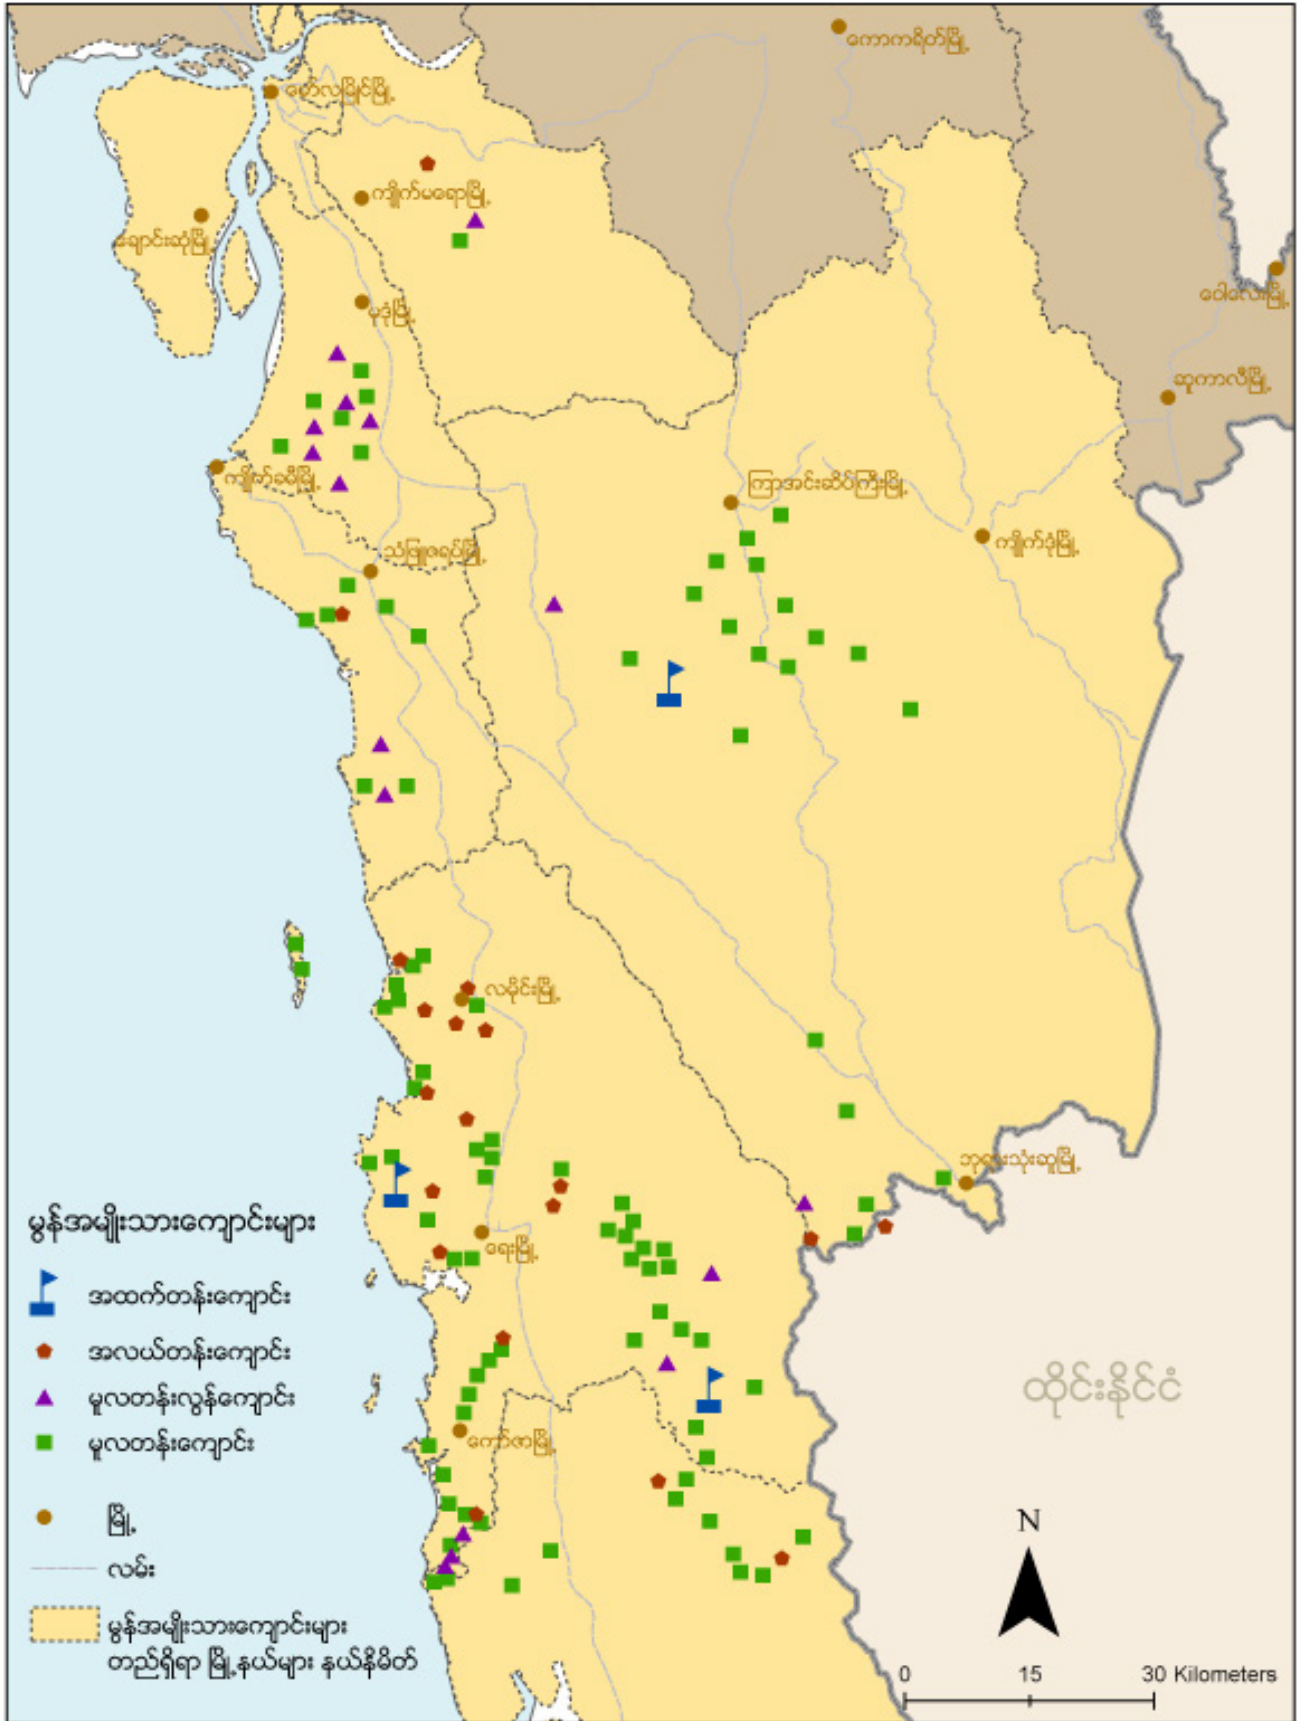 ကော့ကရိတ်မြို့
မော်လမြိုင်မြို့
ကျိုက်မရောမြို့
ချောင်းဆုံမြို့
ဝေါလေးမြို့
မုဒုံမြို့
ဆူကာလီမြို့
ကျိုက်ခမီမြို့
ကြာအင်းဆိပ်ကြီးမြို့
ကျိုက်ဒုံမြို့
သံဖြူဇရပ်မြို့
လမိုင်းမြို့
ဘုရားသုံးဆူမြို့
ရေးမြို့
ကော်ဇာမြို့
ထိုင်းနိုင်ငံ
မွန်အမျိုးသားကျောင်းများ
အထက်တန်းကျောင်း
အလယ်တန်းကျောင်း
မူလတန်းလွန်ကျောင်း
မူလတန်းကျောင်း
မြို့
လမ်း
မွန်အမျိုးသားကျောင်းများ
တည်ရှိရာ မြို့နယ်များ နယ်နိမိတ်
N
0 15 30 Kilometers